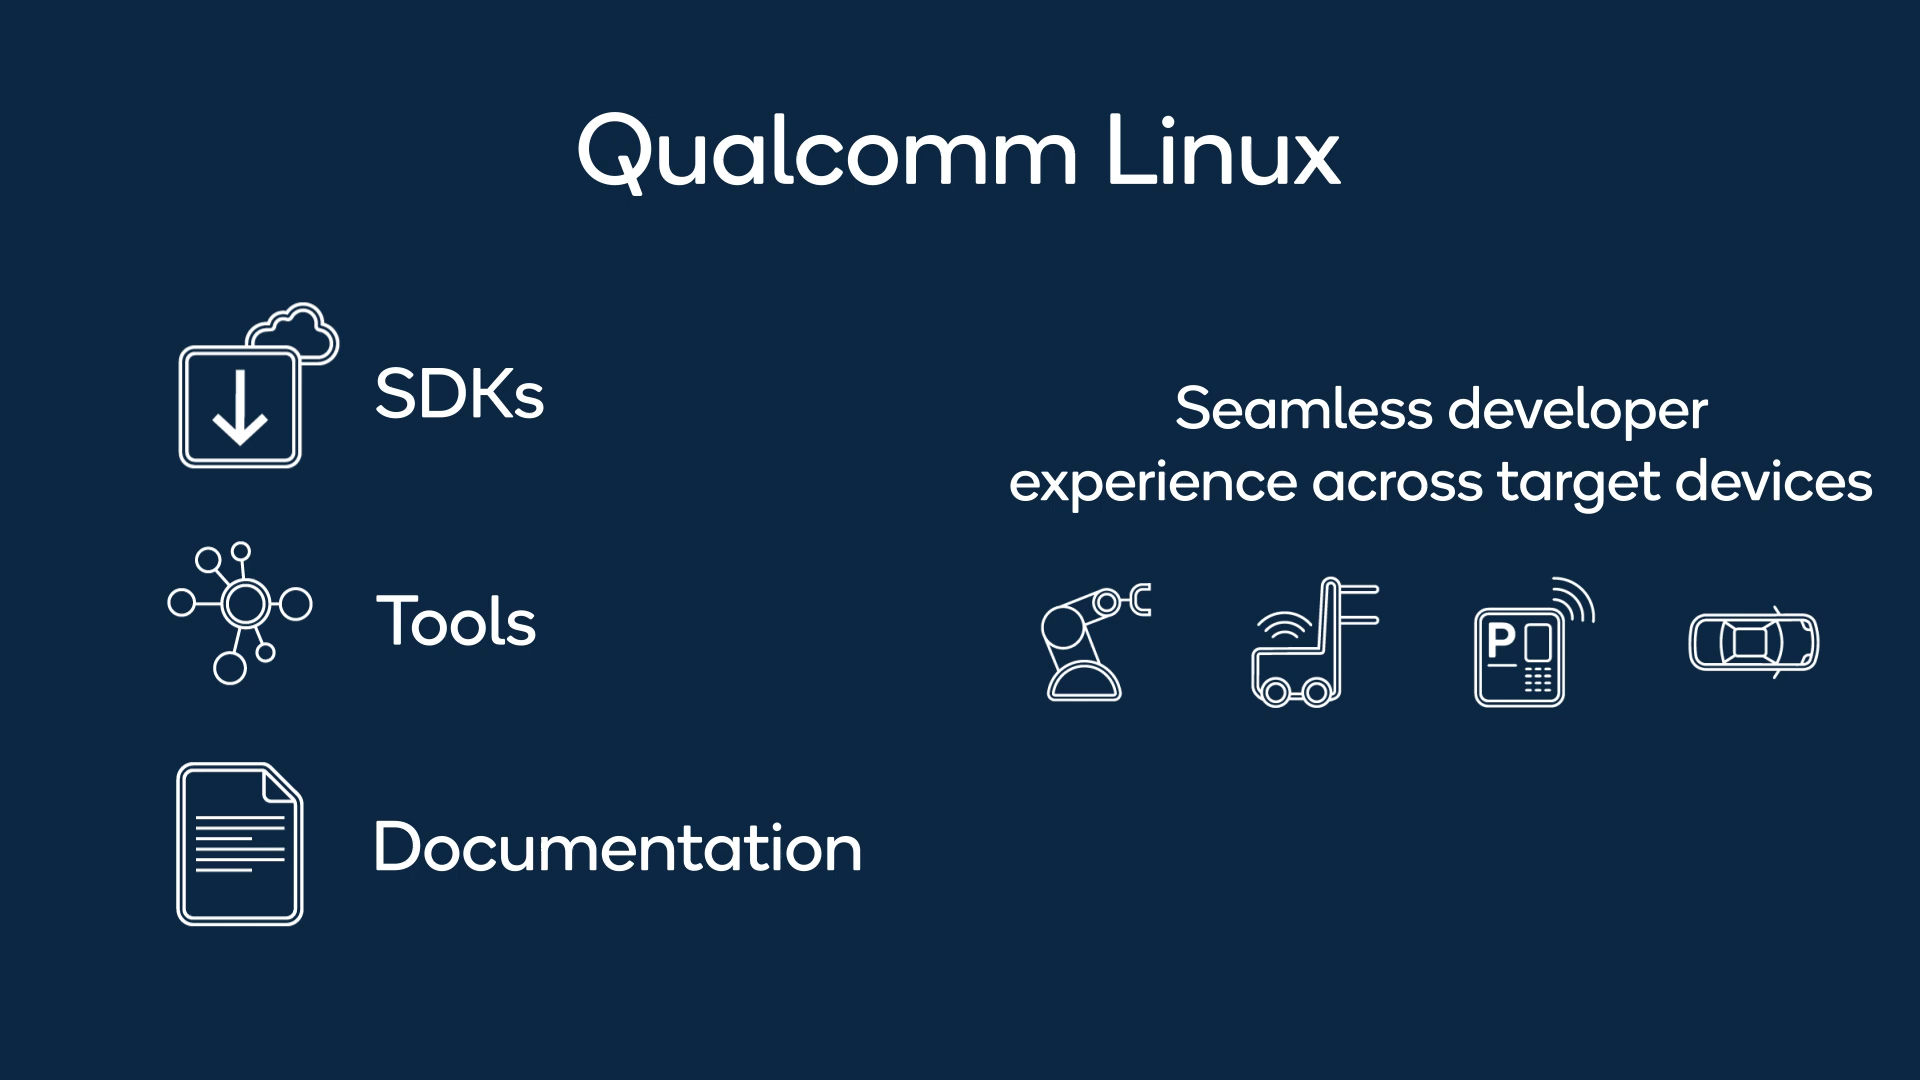 Qualcomm Linux
SDKs
Tools
Documentation
Seamless developer
experience across target devices
P